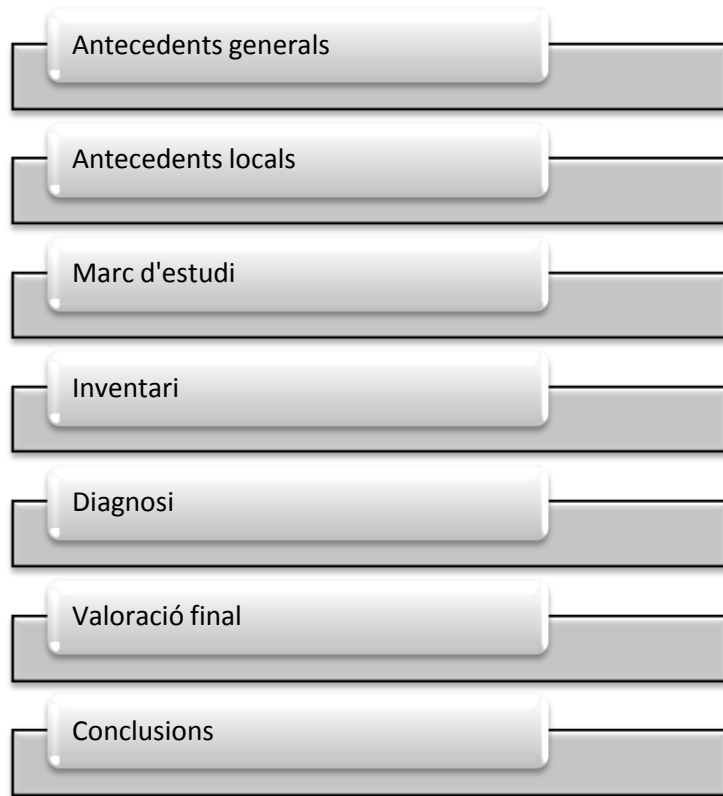 Antecedents generals
Antecedents locals
Marc d'estudi
Inventari
Diagnosi
Valoració final
Conclusions